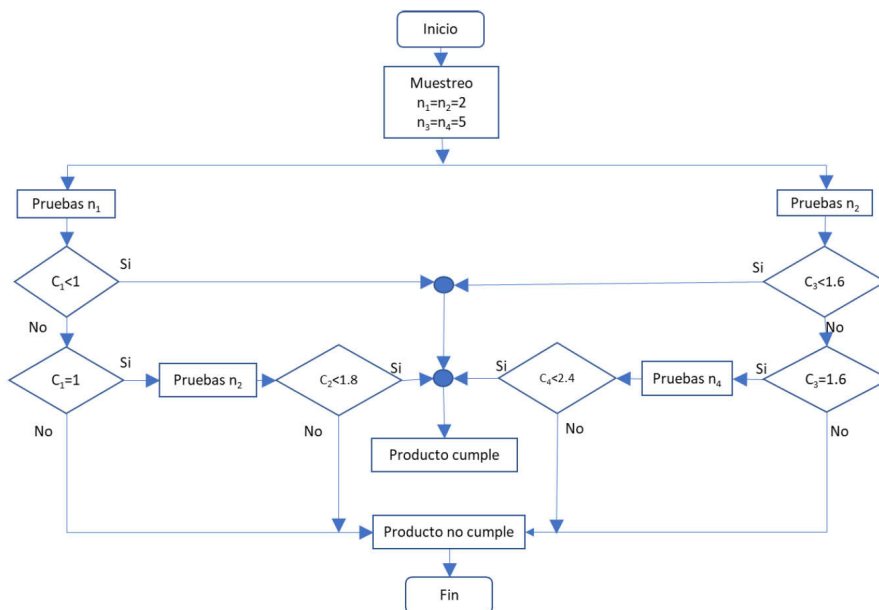 Inicio
Muestreo
n₁=n₂=2
n₃=n₄=5
Pruebas n₁
Pruebas n₂
C₁<1
Si
Si
C₃<1.6
No
No
C₁=1
Si
Pruebas n₂
C₂<1.8
Si
Si
C₄<2.4
Pruebas n₄
Si
C₃=1.6
No
No
No
No
Producto cumple
Producto no cumple
Fin